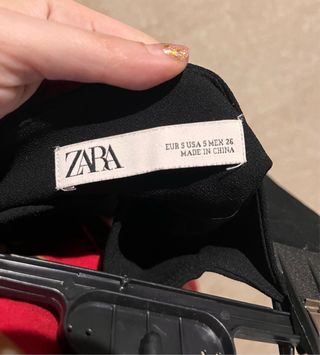 ZARA
EUR S USA S MEX 26
MADE IN CHINA